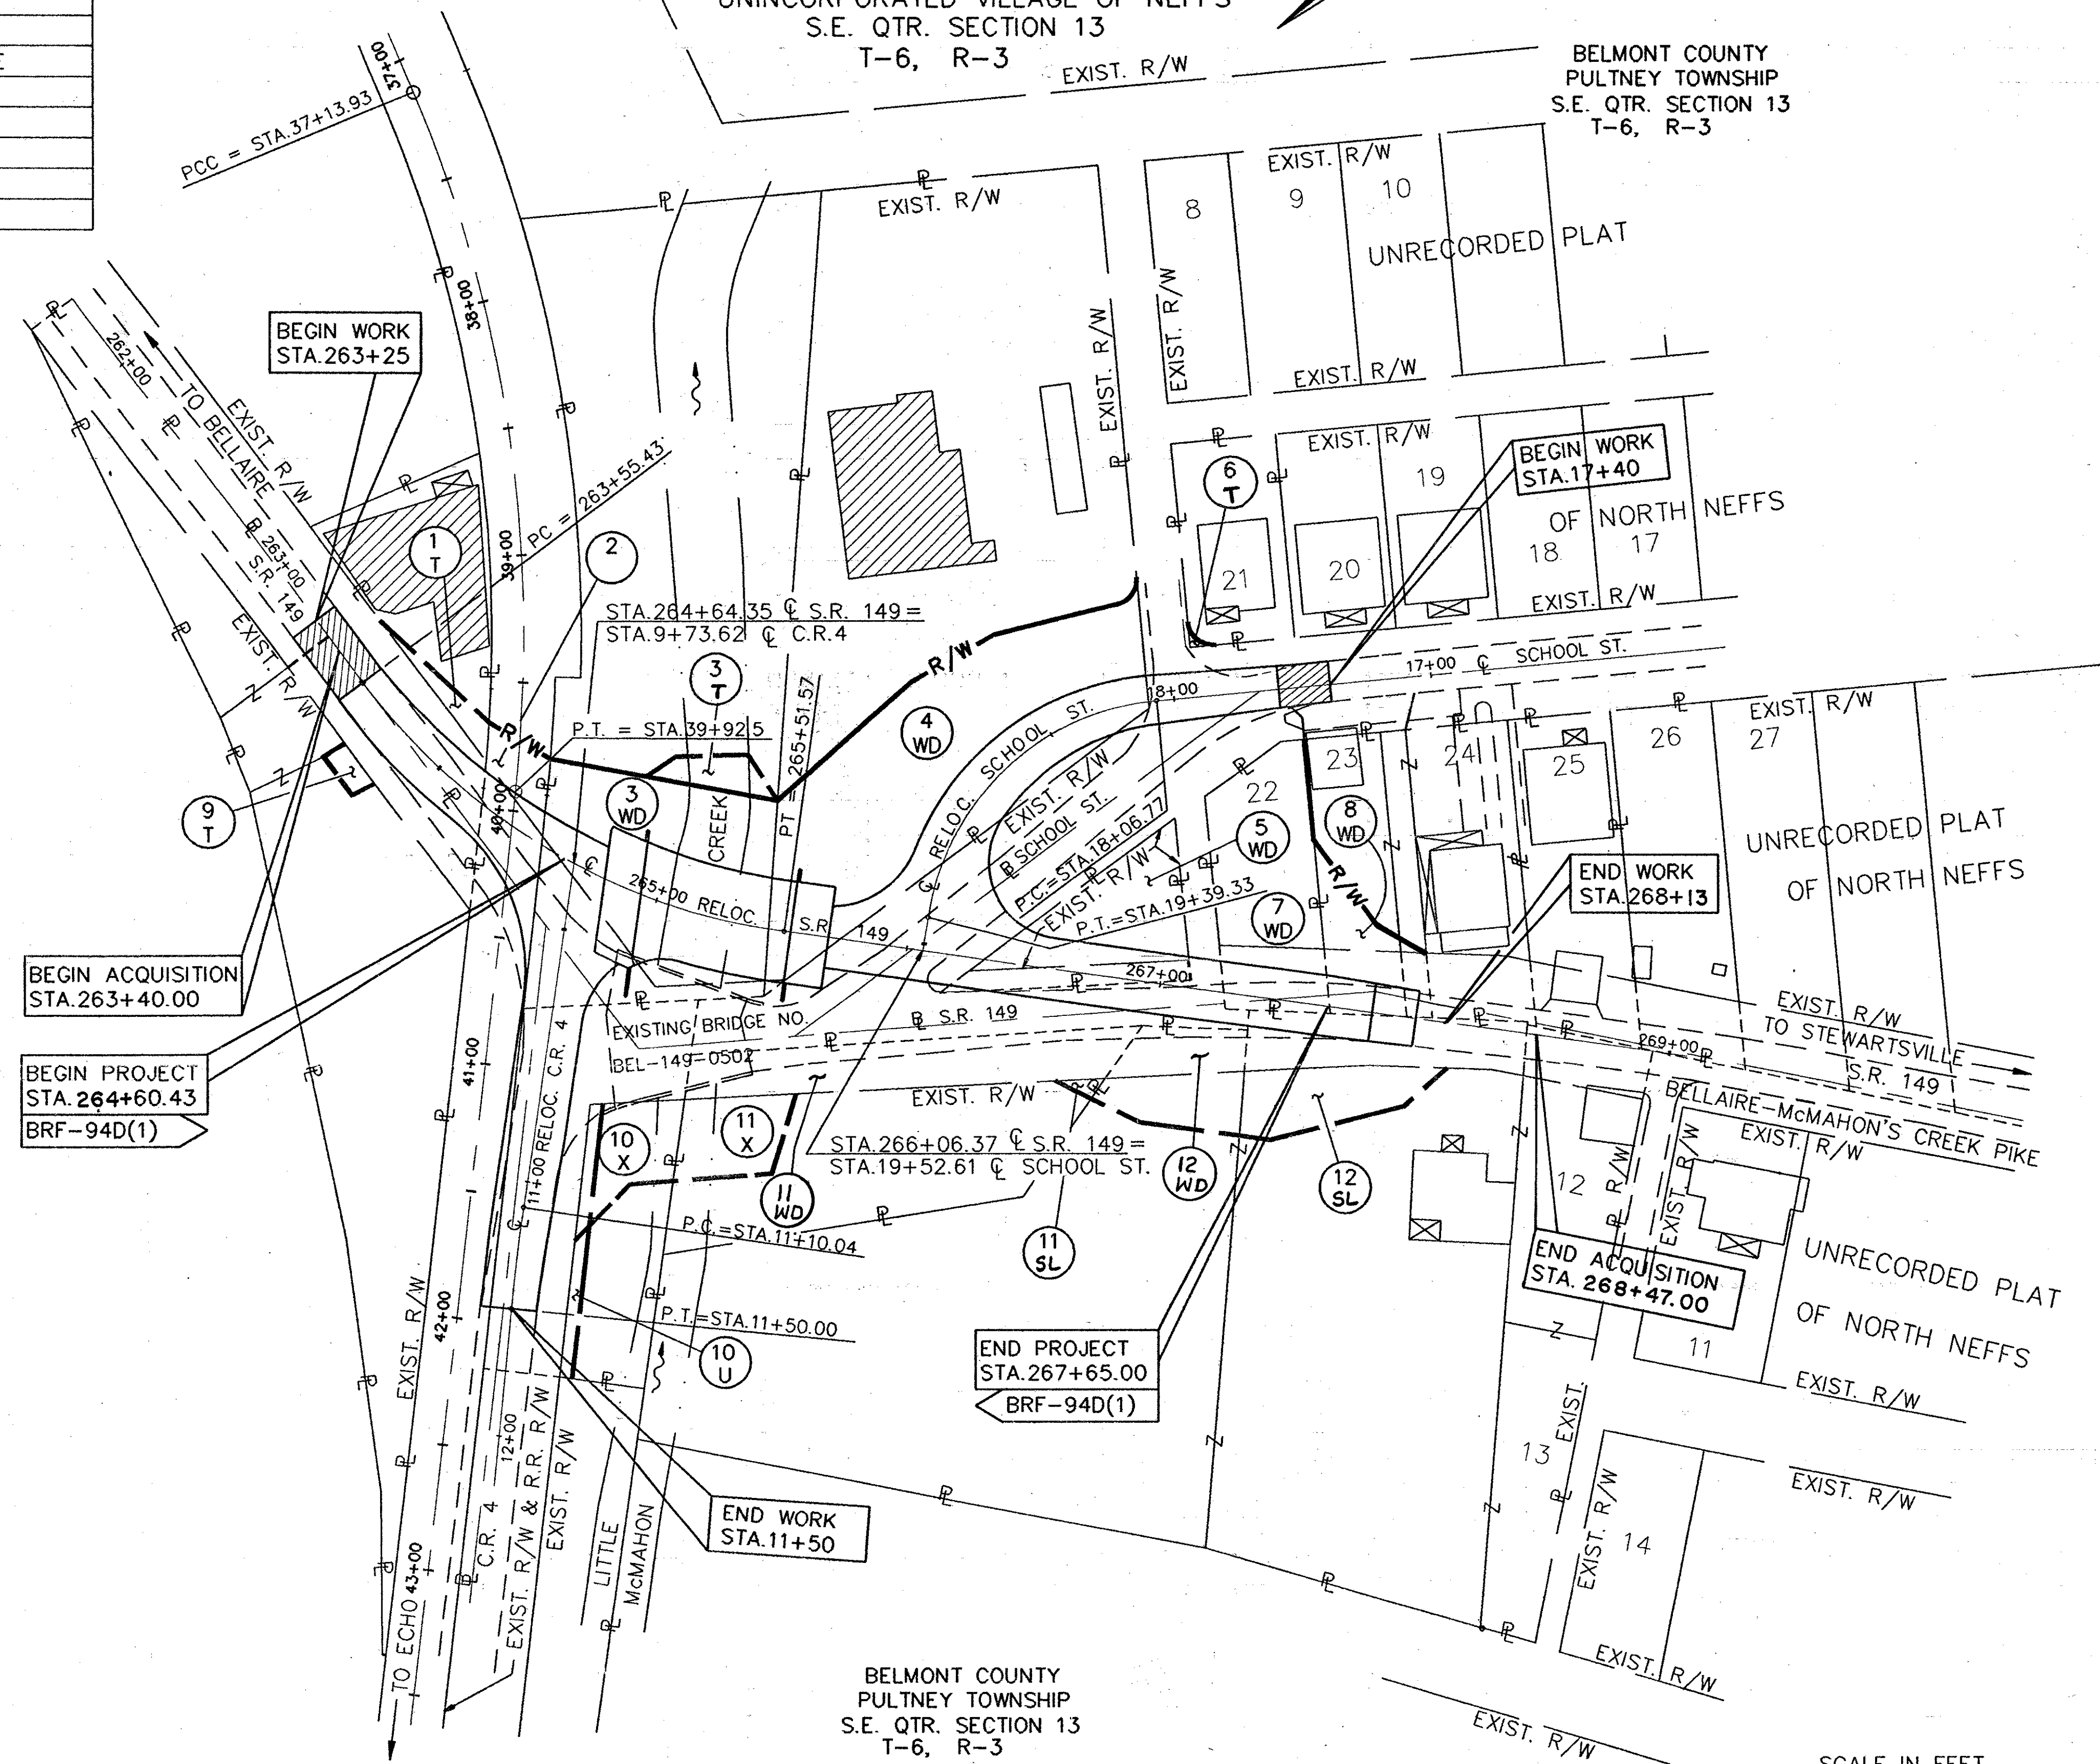 UNINCORPORATED VILLAGE OF NEFFS
S.E. QTR. SECTION 13
T-6, R-3
EXIST. R/W
BELMONT COUNTY
PULTNEY TOWNSHIP
S.E. QTR. SECTION 13
T-6, R-3
37+00
PCC = STA.37+13.93
EXIST. R/W
8
9
10
EXIST. R/W
UNRECORDED PLAT
38+00
EXIST. R/W
EXIST. R/W
EXIST. R/W
BEGIN WORK
STA.263+25
262+00
TO BELLAIRE
EXIST. R/W
EXIST. R/W
19
BEGIN WORK
STA.17+40
OF NORTH NEFFS
6
T
21
20
18
17
EXIST. R/W
263+00
S.R. 149
1
T
39+00
PC = 263+55.43
2
STA.264+64.35 ℄ S.R. 149 =
STA.9+73.62 ℄ C.R.4
EXIST. R/W
3
T
R/W
17+00 ℄ SCHOOL ST.
18+00
R/W
P.T. = STA.39+92.5
PT = 265+51.57
4
WD
RELOC. SCHOOL ST.
23
24
25
26
27
EXIST. R/W
9
T
40+00
3
WD
CREEK
EXIST. R/W
SCHOOL ST.
P.C.=STA.18+06.77
EXIST. R/W
22
5
WD
8
WD
R/W
UNRECORDED PLAT
OF NORTH NEFFS
265+00 RELOC. S.R. 149
P.T.=STA.19+39.33
7
WD
END WORK
STA.268+13
BEGIN ACQUISITION
STA.263+40.00
267+00
EXISTING BRIDGE NO.
BEL-149-0502
S.R. 149
EXIST. R/W
TO STEWARTSVILLE
S.R. 149
269+00
BELLAIRE-McMAHON'S CREEK PIKE
EXIST. R/W
BEGIN PROJECT
STA.264+60.43
BRF-94D(1)
41+00
11+00 RELOC. C.R. 4
EXIST. R/W
10
X
11
X
STA.266+06.37 ℄ S.R. 149 =
STA.19+52.61 ℄ SCHOOL ST.
11
WD
12
WD
12
SL
11
SL
12
EXIST. R/W
R/W
P.C.=STA.11+10.04
END ACQUISITION
STA. 268+47.00
UNRECORDED PLAT
OF NORTH NEFFS
11
EXIST. R/W
42+00
EXIST. R/W
P.T.=STA.11+50.00
10
U
END PROJECT
STA.267+65.00
BRF-94D(1)
12+00
EXIST. R/W & R.R. R/W
EXIST. R/W
LITTLE
McMAHON
END WORK
STA.11+50
13
EXIST.
EXIST. R/W
14
EXIST. R/W
C.R. 4
43+00
TO ECHO
EXIST. R/W
EXIST. R/W
BELMONT COUNTY
PULTNEY TOWNSHIP
S.E. QTR. SECTION 13
T-6, R-3
SCALE IN FEET